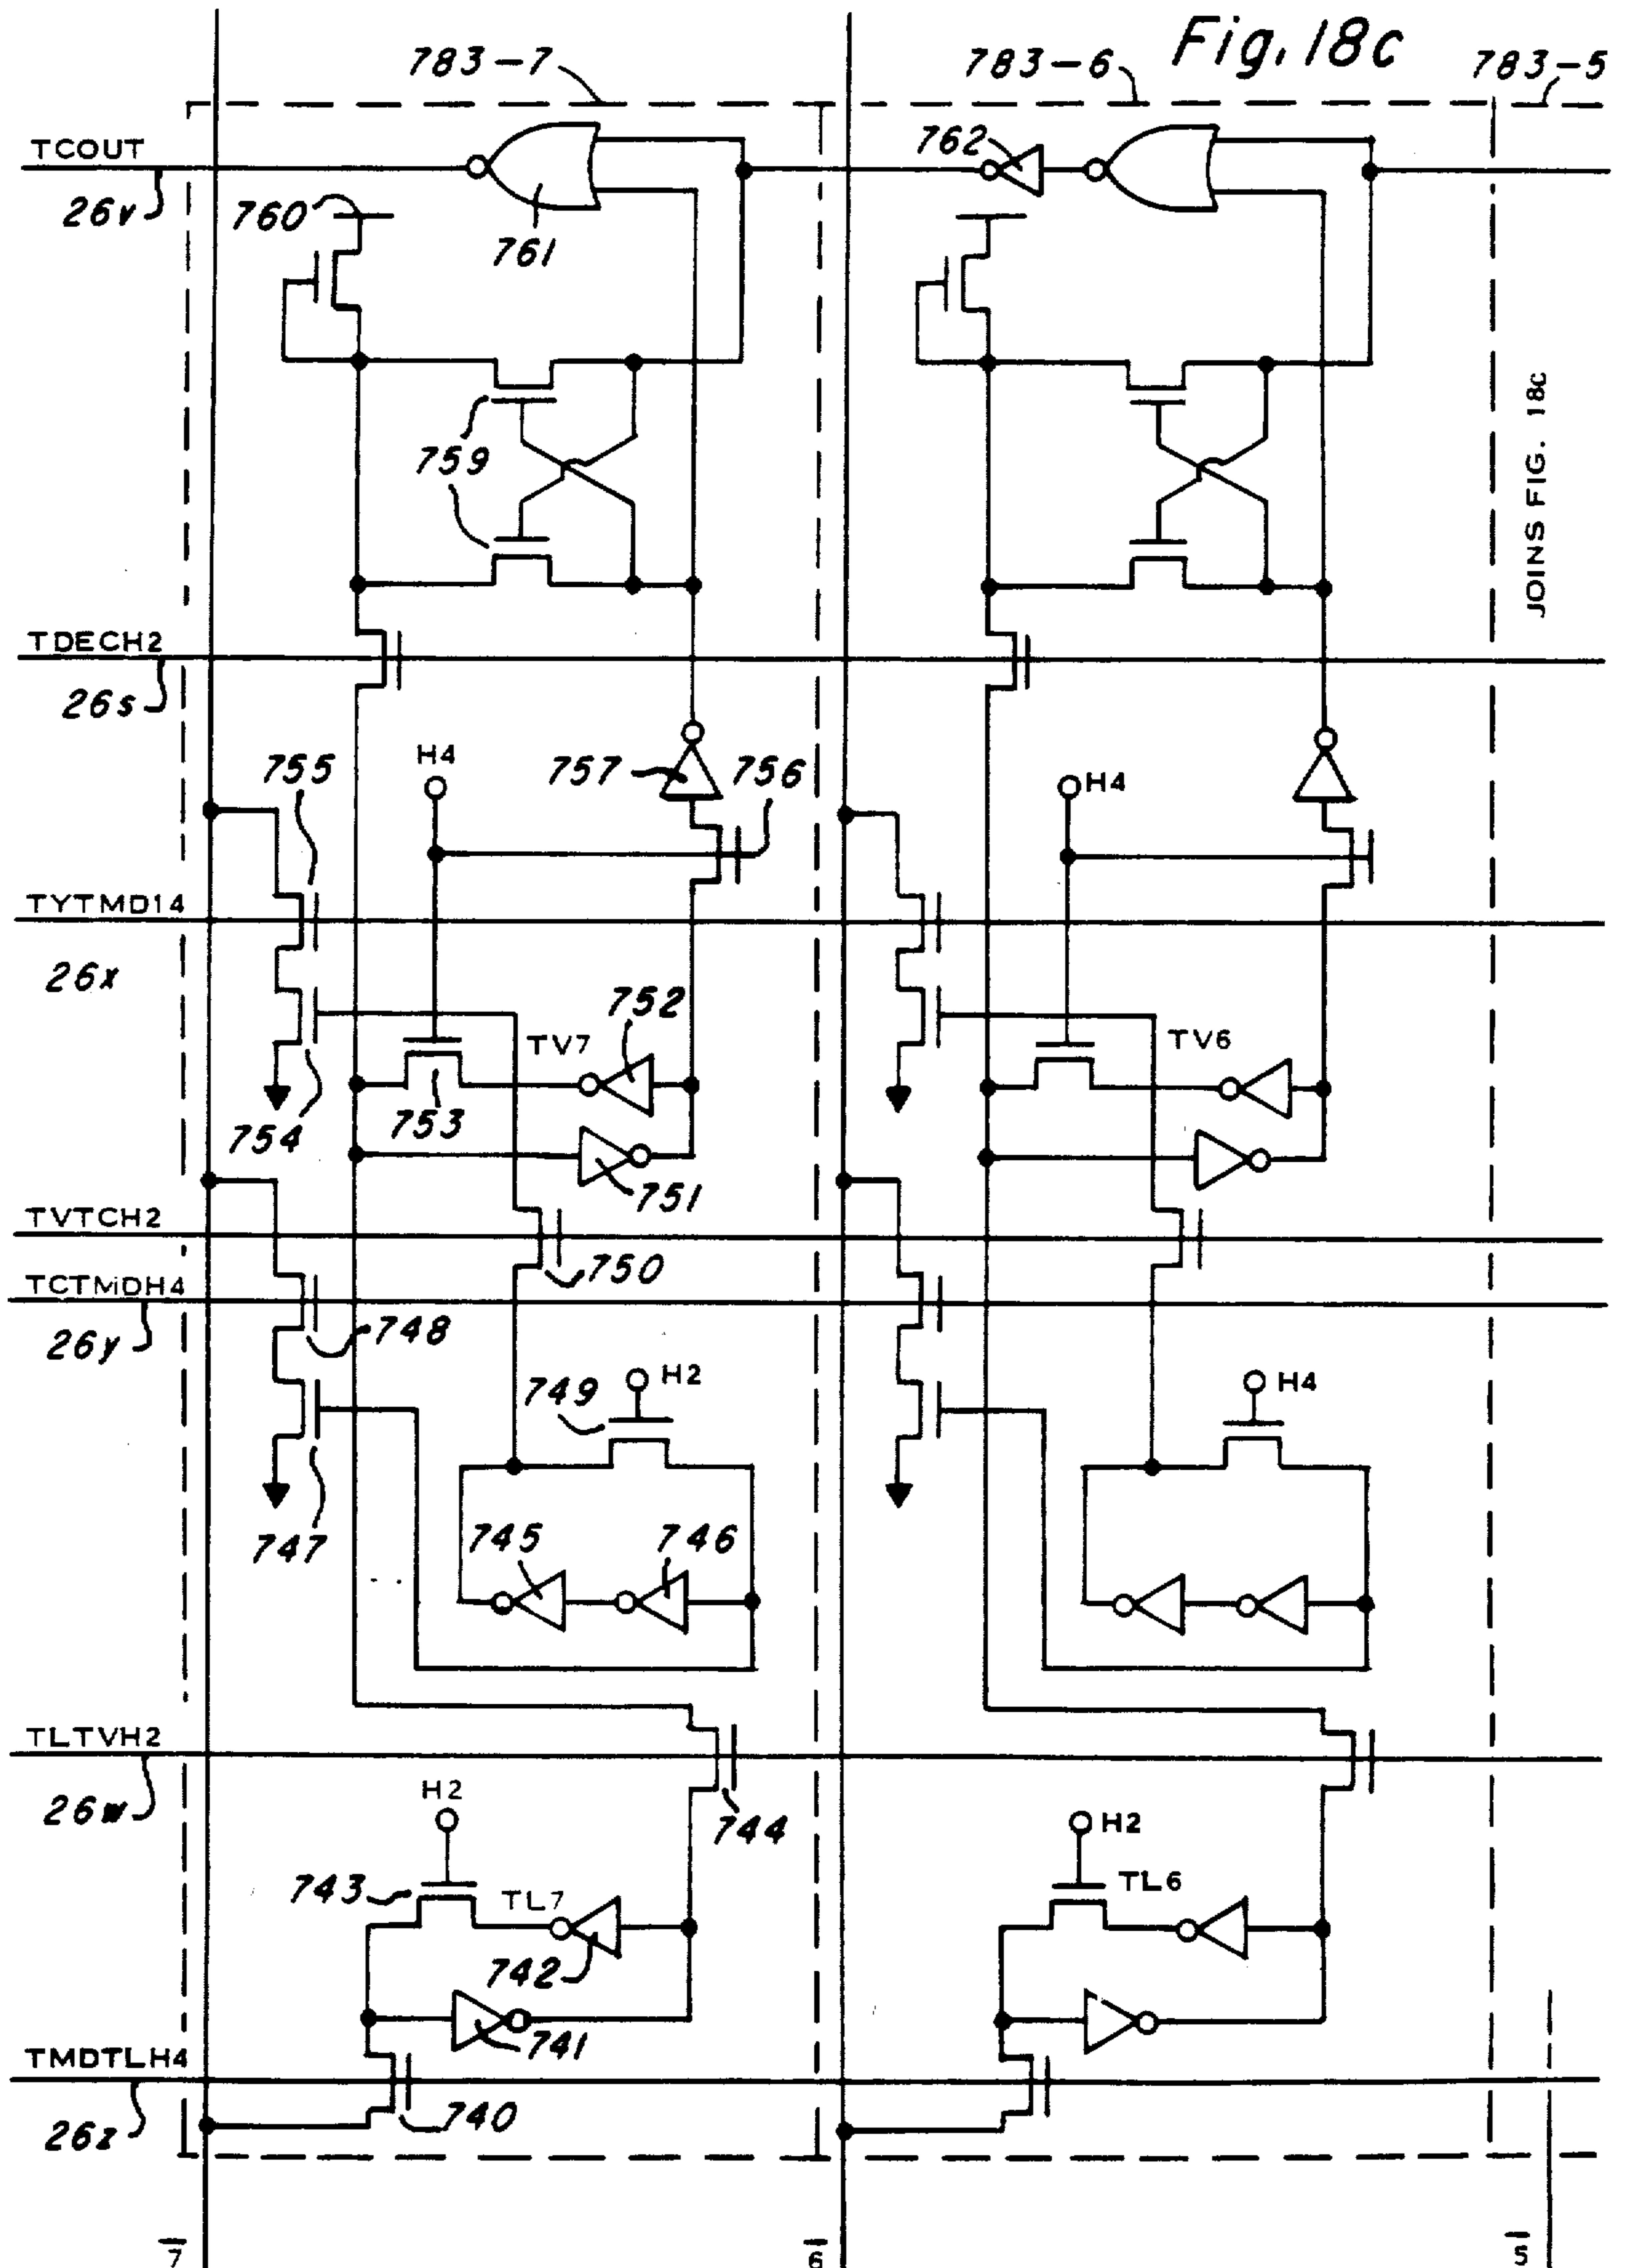 Fig. 18c
783-7
783-6
783-5
TCOUT
762
26v
760
761
759
JOINS FIG. 18c
TDECH2
26s
755
H4
757
756
H4
TYTMD14
26x
752
TV7
TV6
754
753
751
TVTCH2
750
TCTMDH4
26y
748
749
H2
H4
747
745
746
TLTVH2
26w
H2
744
H2
743
TL7
TL6
742
741
TMDTLH4
26z
740
7
6
5